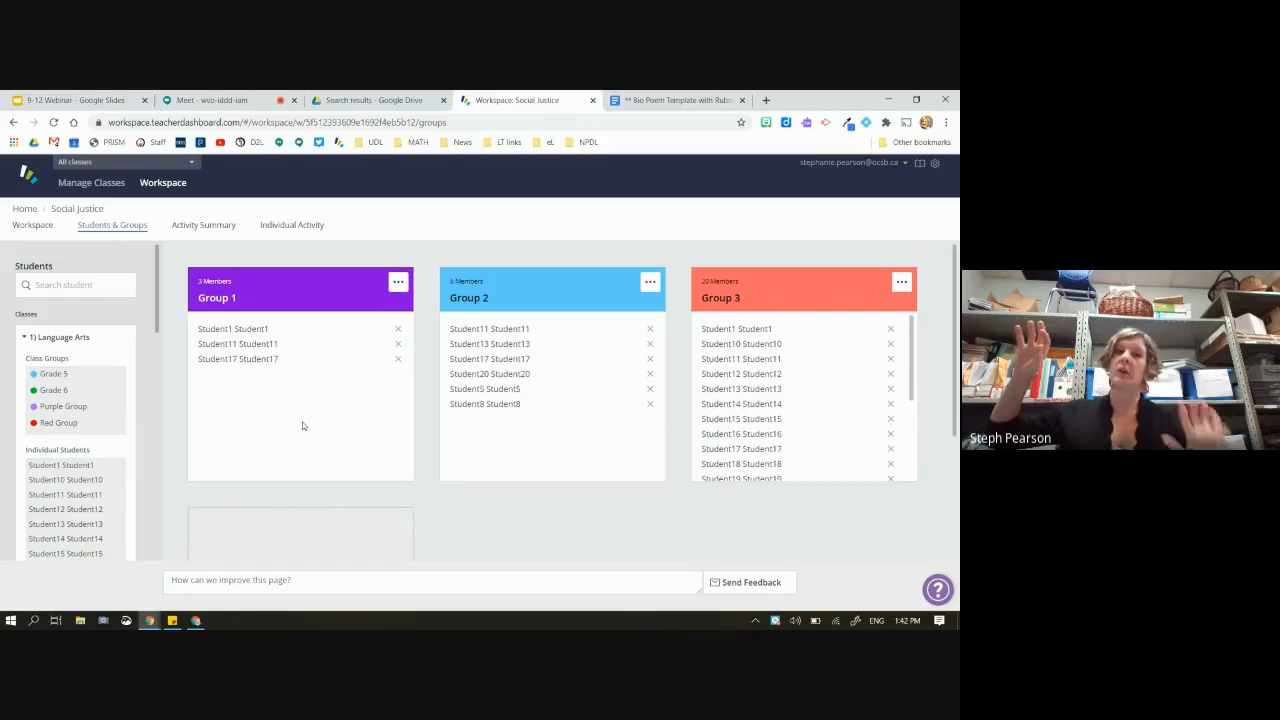 9-12 Webinar - Google Slides
Meet - wvo-iddd-iam
Search results - Google Drive
Workspace: Social Justice
** Bio Poem Template with Rubri
workspace.teacherdashboard.com/#/workspace/w/5f512393609e1692f4eb5b12/groups
PRISM
Staff
D2L
UDL
MATH
News
LT links
eL
NPDL
Other bookmarks
All classes
stephanie.pearson@ocsb.ca
Manage Classes
Workspace
Home / Social Justice
Workspace
Students & Groups
Activity Summary
Individual Activity
Students
Search student
Classes
1) Language Arts
Class Groups
Grade 5
Grade 6
Purple Group
Red Group
Individual Students
Student1 Student1
Student10 Student10
Student11 Student11
Student12 Student12
Student13 Student13
Student14 Student14
Student15 Student15
3 Members
Group 1
Student1 Student1
Student11 Student11
Student17 Student17
6 Members
Group 2
Student11 Student11
Student13 Student13
Student17 Student17
Student20 Student20
Student5 Student5
Student8 Student8
20 Members
Group 3
Student1 Student1
Student10 Student10
Student11 Student11
Student12 Student12
Student13 Student13
Student14 Student14
Student15 Student15
Student16 Student16
Student17 Student17
Student18 Student18
Student19 Student19
How can we improve this page?
Send Feedback
?
ENG
1:42 PM
Steph Pearson